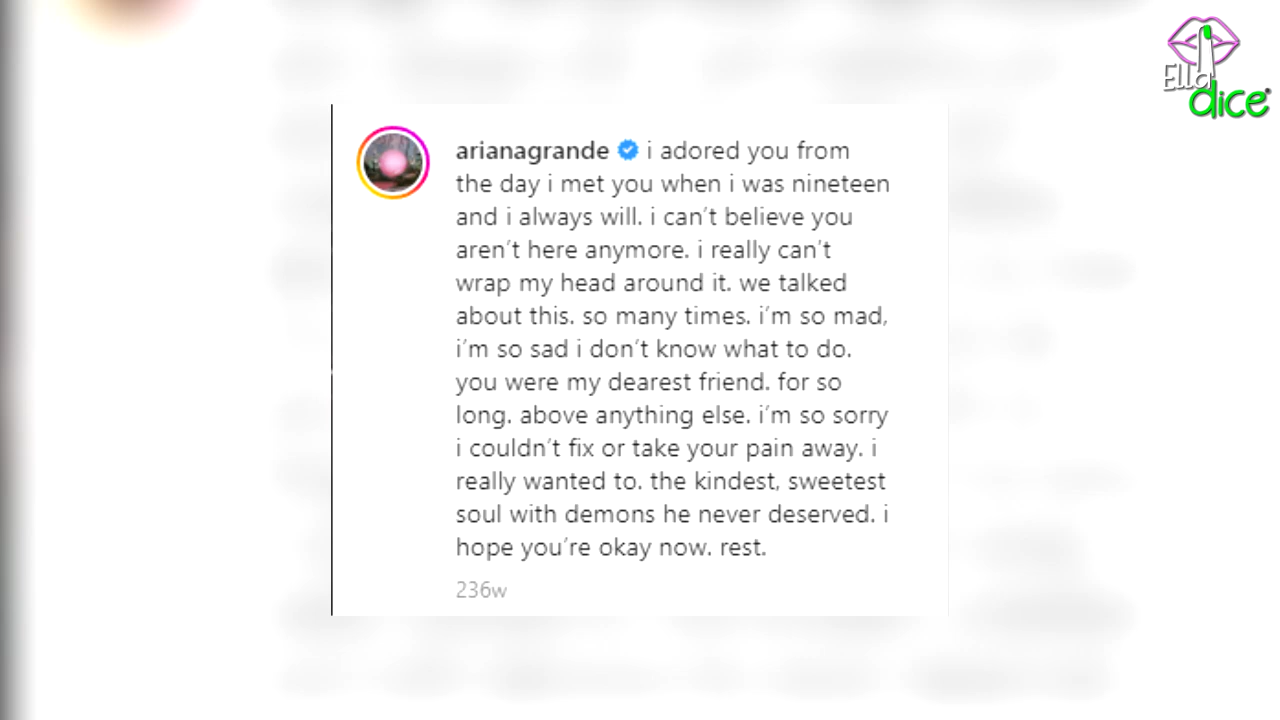 Ella
dice
arianagrande i adored you from
the day i met you when i was nineteen
and i always will. i can't believe you
aren't here anymore. i really can't
wrap my head around it. we talked
about this. so many times. i'm so mad,
i'm so sad i don't know what to do.
you were my dearest friend. for so
long. above anything else. i'm so sorry
i couldn't fix or take your pain away. i
really wanted to. the kindest, sweetest
soul with demons he never deserved. i
hope you're okay now. rest.
236w